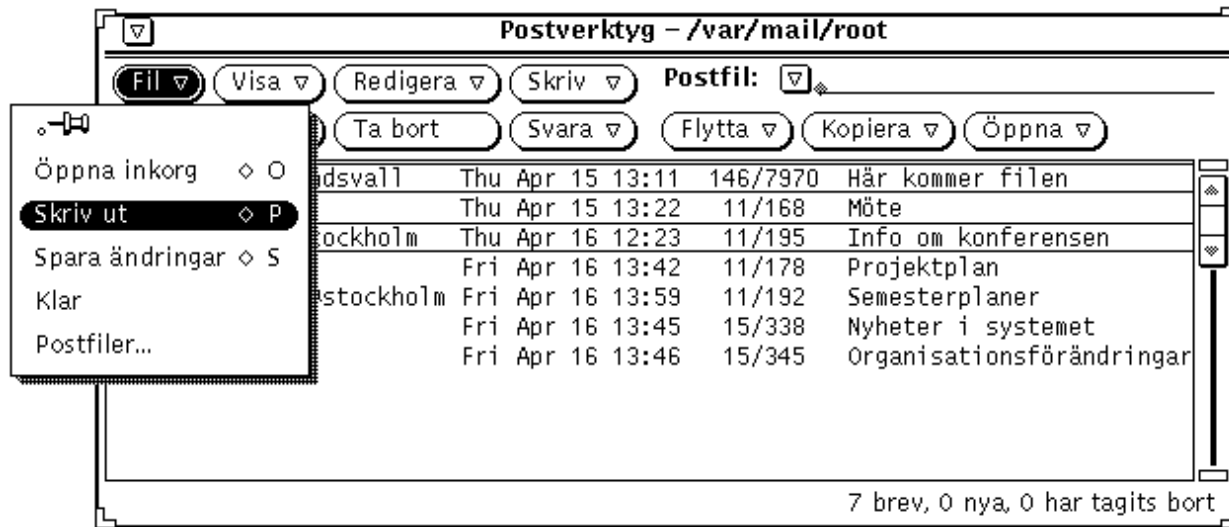 Postverktyg – /var/mail/root
Fil Visa Redigera Skriv Postfil:
Ta bort Svara Flytta Kopiera Öppna
Öppna inkorg ◇ O
Skriv ut ◇ P
Spara ändringar ◇ S
Klar
Postfiler...
dsvall Thu Apr 15 13:11 146/7970 Här kommer filen
Thu Apr 15 13:22 11/168 Möte
ockholm Thu Apr 16 12:23 11/195 Info om konferensen
Fri Apr 16 13:42 11/178 Projektplan
stockholm Fri Apr 16 13:59 11/192 Semesterplaner
Fri Apr 16 13:45 15/338 Nyheter i systemet
Fri Apr 16 13:46 15/345 Organisationsförändringar
7 brev, 0 nya, 0 har tagits bort